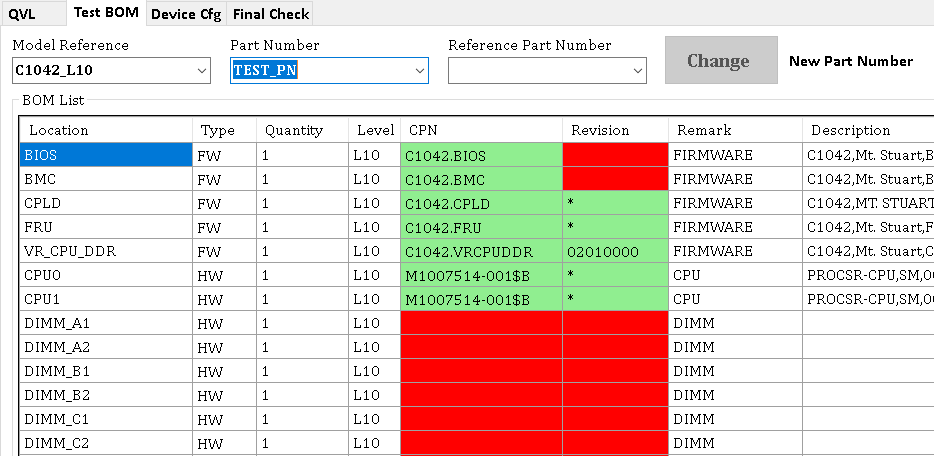 QVL Test BOM Device Cfg Final Check
Model Reference Part Number Reference Part Number
C1042_L10 TEST_PN Change New Part Number
BOM List
Location Type Quantity Level CPN Revision Remark Description
BIOS FW 1 L10 C1042.BIOS FIRMWARE C1042,Mt. Stuart,B
BMC FW 1 L10 C1042.BMC FIRMWARE C1042,Mt. Stuart,B
CPLD FW 1 L10 C1042.CPLD * FIRMWARE C1042,MT. STUART
FRU FW 1 L10 C1042.FRU * FIRMWARE C1042,Mt. Stuart,F
VR_CPU_DDR FW 1 L10 C1042.VRCPUDDR 02010000 FIRMWARE C1042,Mt. Stuart,C
CPU0 HW 1 L10 M1007514-001$B * CPU PROCSR-CPU,SM,00
CPU1 HW 1 L10 M1007514-001$B * CPU PROCSR-CPU,SM,00
DIMM_A1 HW 1 L10 DIMM
DIMM_A2 HW 1 L10 DIMM
DIMM_B1 HW 1 L10 DIMM
DIMM_B2 HW 1 L10 DIMM
DIMM_C1 HW 1 L10 DIMM
DIMM_C2 HW 1 L10 DIMM